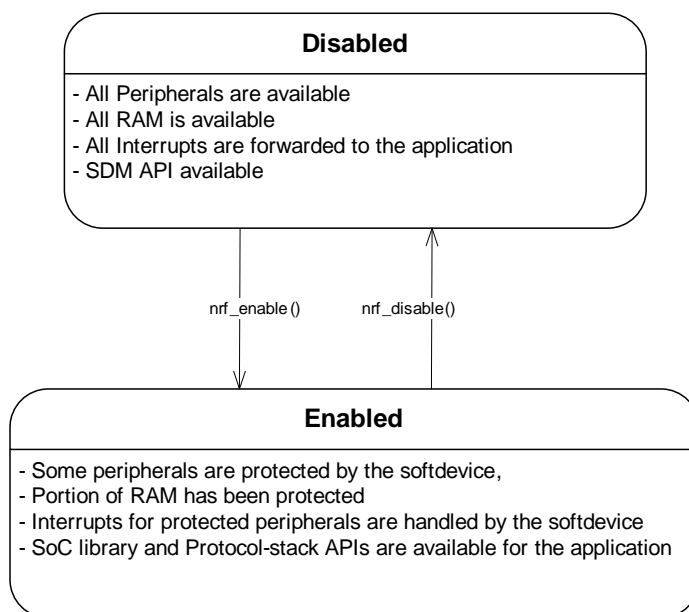 Disabled
- All Peripherals are available
- All RAM is available
- All Interrupts are forwarded to the application
- SDM API available
nrf_enable()
nrf_disable()
Enabled
- Some peripherals are protected by the softdevice,
- Portion of RAM has been protected
- Interrupts for protected peripherals are handled by the softdevice
- SoC library and Protocol-stack APIs are available for the application